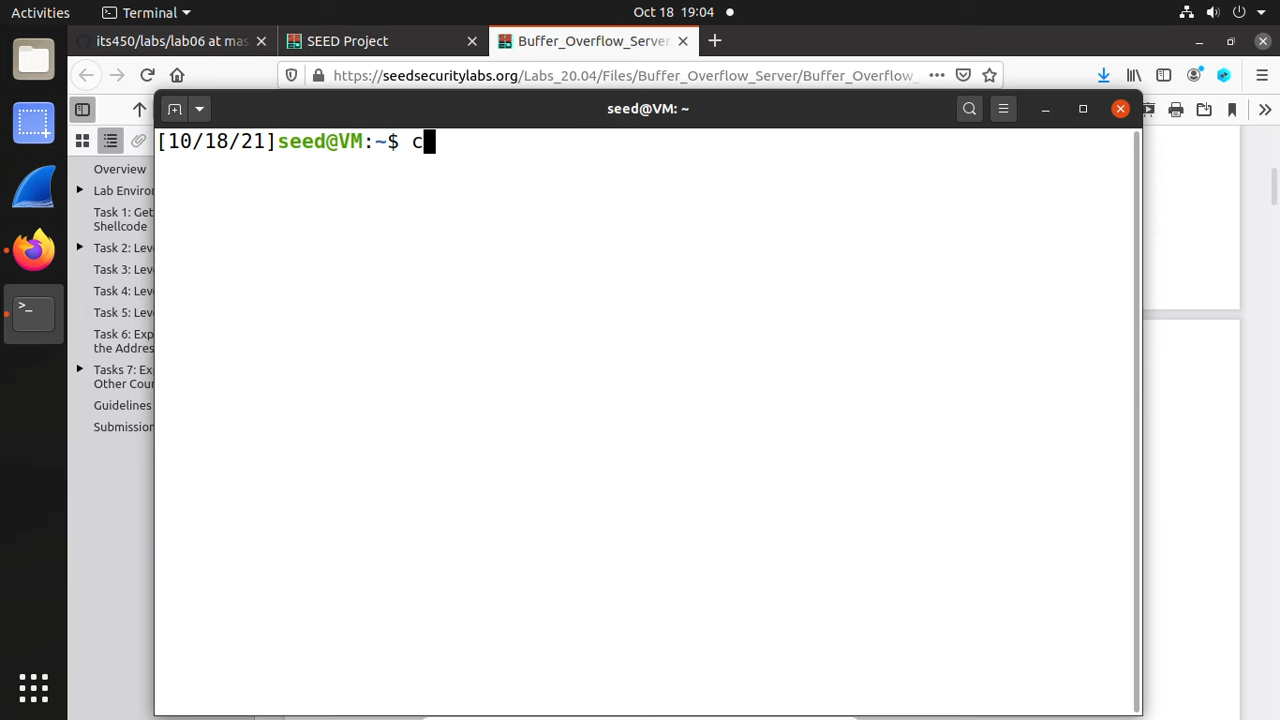 Activities Terminal Oct 18 19:04
its450/labs/lab06 at mas SEED Project Buffer_Overflow_Server
https://seedsecuritylabs.org/Labs_20.04/Files/Buffer_Overflow_Server/Buffer_Overflow_
seed@VM: ~
[10/18/21]seed@VM:~$ c
Overview
Lab Environ
Task 1: Get
Shellcode
Task 2: Lev
Task 3: Lev
Task 4: Lev
Task 5: Lev
Task 6: Exp
the Addres
Tasks 7: Ex
Other Cour
Guidelines
Submission